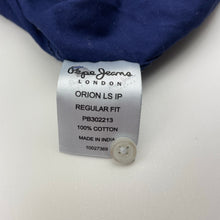 Pepe Jeans
LONDON
ORION LS IP
REGULAR FIT
PB302213
100% COTTON
MADE IN INDIA
10027369